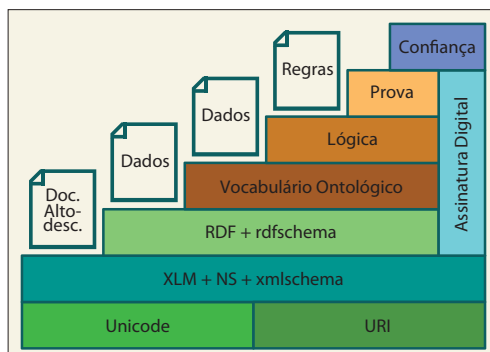 Confiança
Regras
Prova
Dados
Lógica
Assinatura Digital
Dados
Vocabulário Ontológico
Doc.
Alto-
desc.
RDF + rdfschema
XLM + NS + xmlschema
Unicode
URI